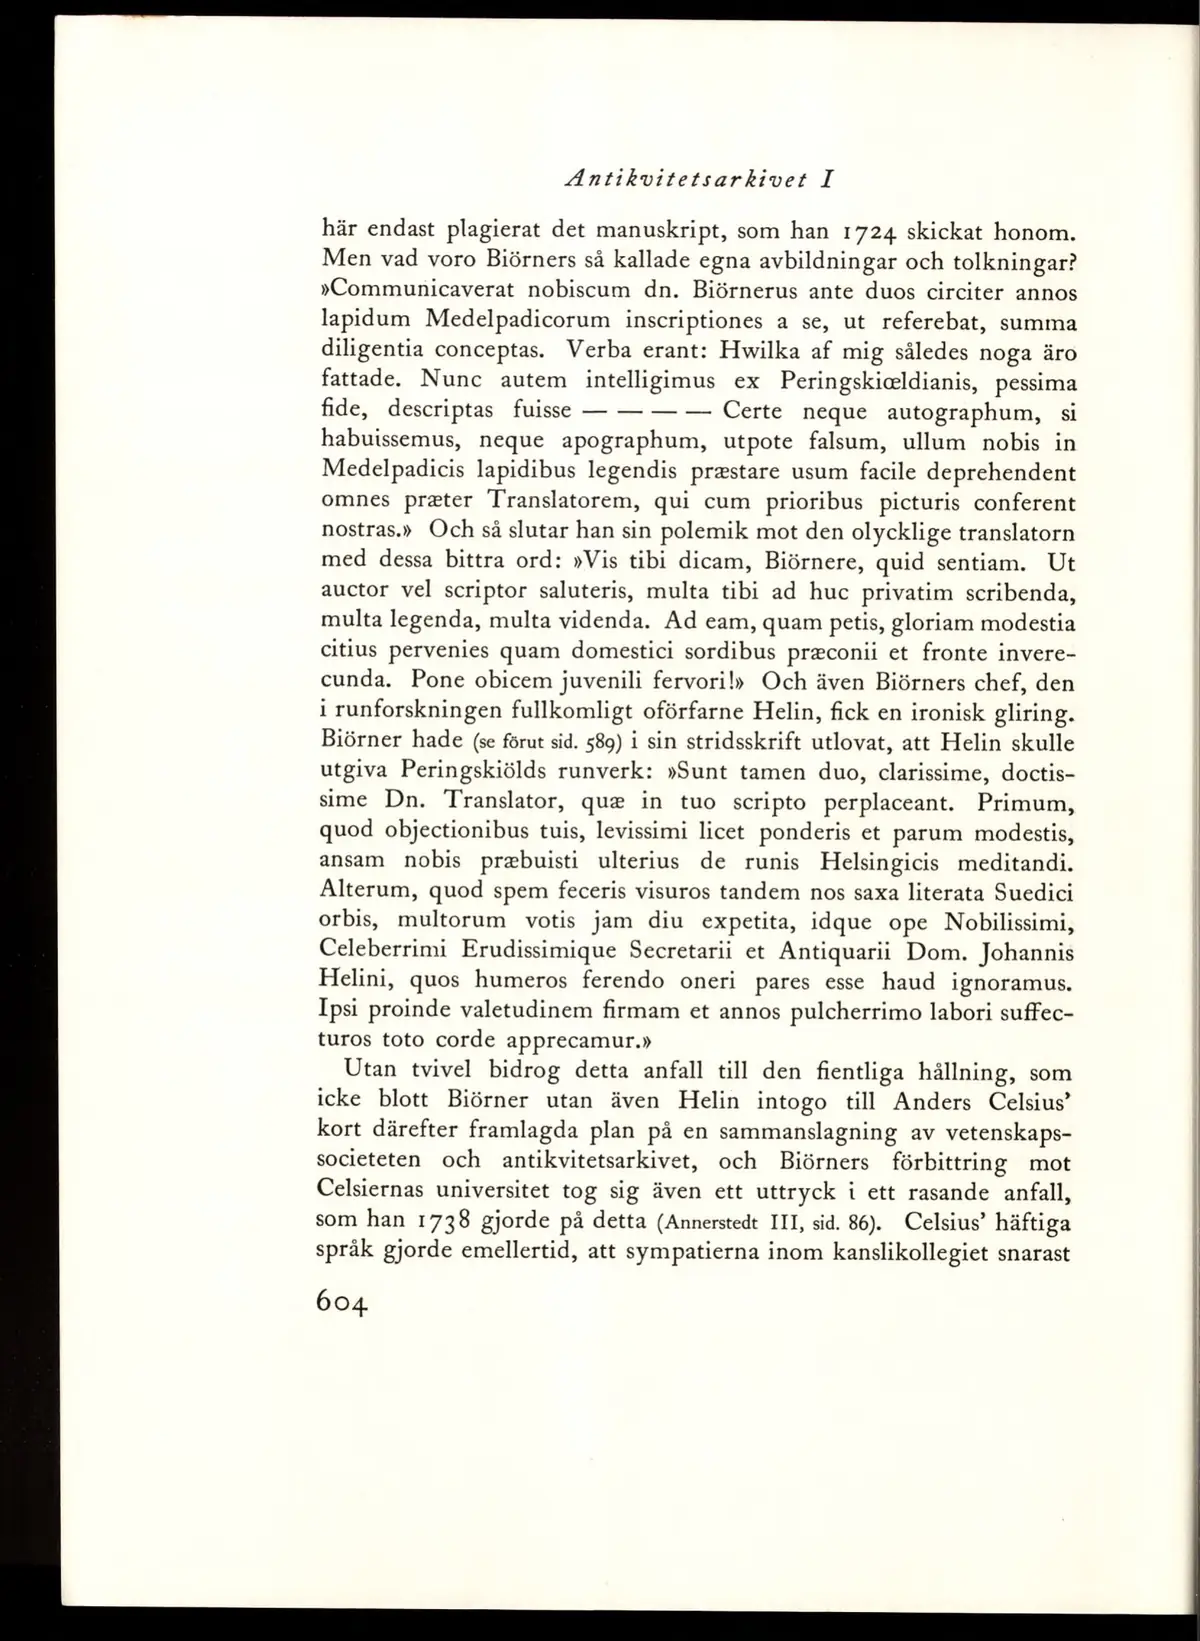 Antikvitetsarkivet I
här endast plagierat det manuskript, som han 1724 skickat honom.
Men vad voro Biörners så kallade egna avbildningar och tolkningar?
»Communicaverat nobiscum dn. Biörnerus ante duos circiter annos
lapidum Medelpadicorum inscriptiones a se, ut referebat, summa
diligentia conceptas. Verba erant: Hwilka af mig således noga äro
fattade. Nunc autem intelligimus ex Peringskiœldianis, pessima
fide, descriptas fuisse — — — — Certe neque autographum, si
habuissemus, neque apographum, utpote falsum, ullum nobis in
Medelpadicis lapidibus legendis præstare usum facile deprehendent
omnes præter Translatorem, qui cum prioribus picturis conferent
nostras.» Och så slutar han sin polemik mot den olycklige translatorn
med dessa bittra ord: »Vis tibi dicam, Biörnere, quid sentiam. Ut
auctor vel scriptor saluteris, multa tibi ad huc privatim scribenda,
multa legenda, multa videnda. Ad eam, quam petis, gloriam modestia
citius pervenies quam domestici sordibus præconii et fronte invere-
cunda. Pone obicem juvenili fervori!» Och även Biörners chef, den
i runforskningen fullkomligt oförfarne Helin, fick en ironisk gliring.
Biörner hade (se förut sid. 589) i sin stridsskrift utlovat, att Helin skulle
utgiva Peringskiölds runverk: »Sunt tamen duo, clarissime, doctis-
sime Dn. Translator, quæ in tuo scripto perplaceant. Primum,
quod objectionibus tuis, levissimi licet ponderis et parum modestis,
ansam nobis præbuisti ulterius de runis Helsingicis meditandi.
Alterum, quod spem feceris visuros tandem nos saxa literata Suedici
orbis, multorum votis jam diu expetita, idque ope Nobilissimi,
Celeberrimi Erudissimique Secretarii et Antiquarii Dom. Johannis
Helini, quos humeros ferendo oneri pares esse haud ignoramus.
Ipsi proinde valetudinem firmam et annos pulcherrimo labori suffec-
turos toto corde apprecamur.»
Utan tvivel bidrog detta anfall till den fientliga hållning, som
icke blott Biörner utan även Helin intogo till Anders Celsius’
kort därefter framlagda plan på en sammanslagning av vetenskaps-
societeten och antikvitetsarkivet, och Biörners förbittring mot
Celsiernas universitet tog sig även ett uttryck i ett rasande anfall,
som han 1738 gjorde på detta (Annerstedt III, sid. 86). Celsius’ häftiga
språk gjorde emellertid, att sympatierna inom kanslikollegiet snarast
604